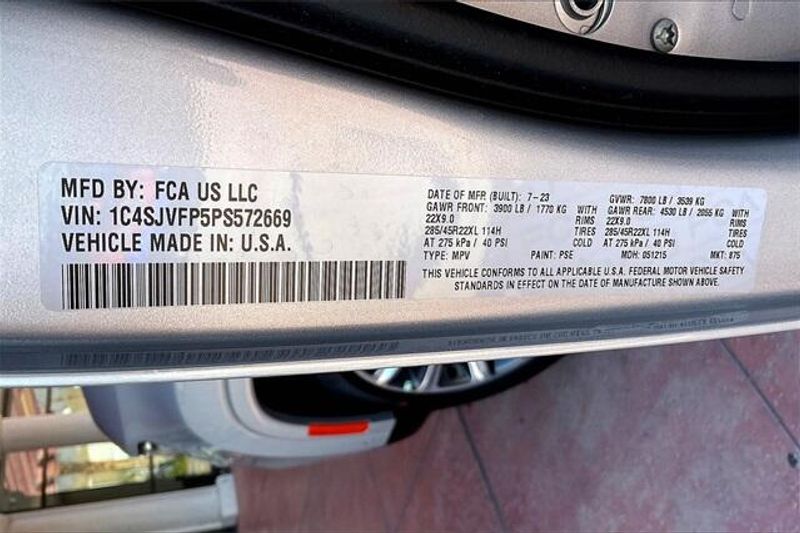 MFD BY: FCA US LLC
VIN: 1C4SJVFP5PS572669
VEHICLE MADE IN: U.S.A.
DATE OF MFR (BUILT): 7-23 GVWR: 7800 LB / 3539 KG
GAWR FRONT: 3900 LB / 1770 KG GAWR REAR: 4530 LB / 2055 KG
22X9.0 RIMS 22X9.0 RIMS
285/45R22XL 114H TIRES 285/45R22XL 114H TIRES
AT 275 kPa / 40 PSI COLD AT 275 kPa / 40 PSI COLD
TYPE: MPV PAINT: PSE MDH: 051215 MKT: 875
THIS VEHICLE CONFORMS TO ALL APPLICABLE U.S.A. FEDERAL MOTOR VEHICLE SAFETY
STANDARDS IN EFFECT ON THE DATE OF MANUFACTURE SHOWN ABOVE.